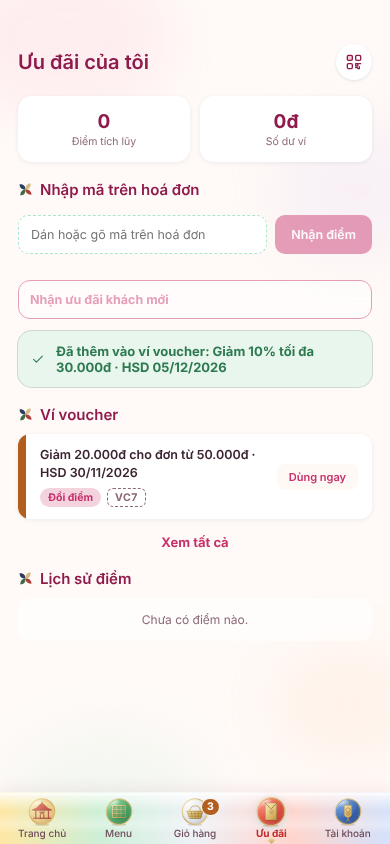 Ưu đãi của tôi
0
Điểm tích lũy
0đ
Số dư ví
Nhập mã trên hoá đơn
Dán hoặc gõ mã trên hoá đơn
Nhận điểm
Nhận ưu đãi khách mới
Đã thêm vào ví voucher: Giảm 10% tối đa
30.000đ · HSD 05/12/2026
Ví voucher
Giảm 20.000đ cho đơn từ 50.000đ ·
HSD 30/11/2026
Dùng ngay
Đổi điểm
VC7
Xem tất cả
Lịch sử điểm
Chưa có điểm nào.
3
Trang chủ
Menu
Giỏ hàng
Ưu đãi
Tài khoản